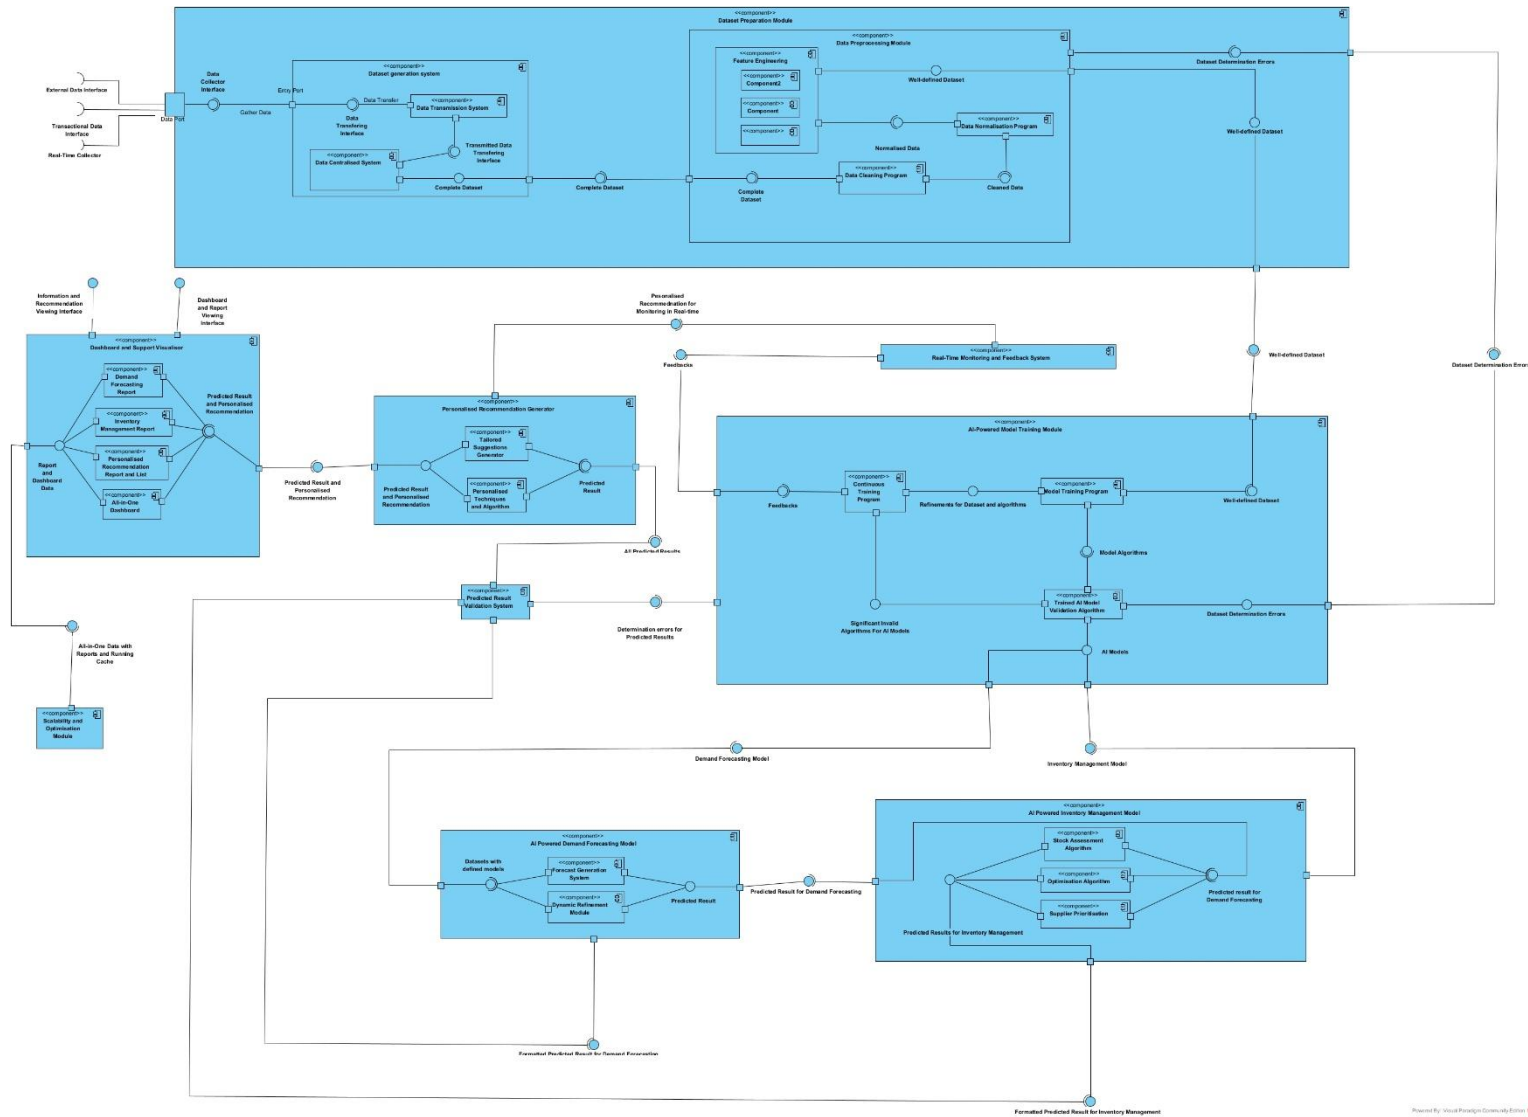 <<component>>
Dataset Preparation Module
<<component>>
Data Preprocessing Module
<<component>>
Dataset generation system
<<component>>
Feature Engineering
<<component>>
Component2
<<component>>
Component
<<component>>
External Data Interface
Transectional Data
Interface
Real-Time Collector
Data Port
Data
Collector
Interface
Gather Data
Entry Port
Data Transfer
Data
Transfering
Interface
<<component>>
Data Transmission System
Transmitted Data
Transfering
Interface
<<component>>
Data Centralised System
Complete Dataset
Complete Dataset
Complete
Dataset
<<component>>
Data Cleaning Program
Cleaned Data
<<component>>
Data Normalisation Program
Normalised Data
Well-defined Dataset
Dataset Determination Errors
Well-defined Dataset
Information and
Recommendation
Viewing Interface
Dashboard
and Report
Viewing
Interface
<<component>>
Dashboard and Support Visualiser
<<component>>
Demand
Forecasting
Report
<<component>>
Inventory
Management Report
<<component>>
Personalised
Recommendation
Report and List
<<component>>
All-in-One
Dashboard
Report
and
Dashboard
Data
Predicted Result
and Personalised
Recommendation
Predicted Result and
Personalised
Recommendation
<<component>>
Personalised Recommendation Generator
<<component>>
Tailored
Suggestions
Generator
<<component>>
Personalised
Techniques
and Algorithm
Predicted Result
and Personalised
Recommendation
Predicted
Result
All Predicted Results
Pesonalised
Recommednation for
Monitoring in Real-time
<<component>>
Real-Time Monitoring and Feedback System
Feedbacks
Well-defined Dataset
Dataset Determination Errors
<<component>>
AI-Powered Model Training Module
Feedbacks
<<component>>
Continuous
Training
Program
Refinements for Dataset and algorithms
<<component>>
Model Training Program
Well-defined Dataset
Model Algorithms
<<component>>
Trained AI Model
Validation Algorithm
Dataset Determination Errors
Significant Invalid
Algorithms For AI Models
AI Models
<<component>>
Predicted Result
Validation System
Determination errors for
Predicted Results
All-in-One Data with
Reports and Running
Cache
<<component>>
Scalability and
Optimisation
Module
Demand Forecasting Model
Inventory Management Model
<<component>>
AI Powered Demand Forecasting Model
Datasets with
defined models
<<component>>
Forecast Generation
System
<<component>>
Dynamic Refinement
Module
Predicted Result
Predicted Result for Demand Forecasting
<<component>>
AI Powered Inventory Management Model
<<component>>
Stock Assessment
Algorithm
<<component>>
Optimisation Algorithm
<<component>>
Supplier Prioritisation
Predicted result for
Demand Forecasting
Predicted Results for Inventory Management
Formatted Predicted Result for Demand Forecasting
Formatted Predicted Result for Inventory Management
Powered By: Visual Paradigm Community Edition